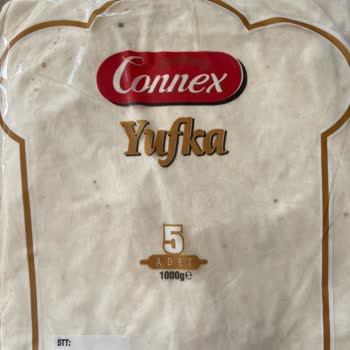 Connex
Yufka
5
ADET
1000g℮
STT: